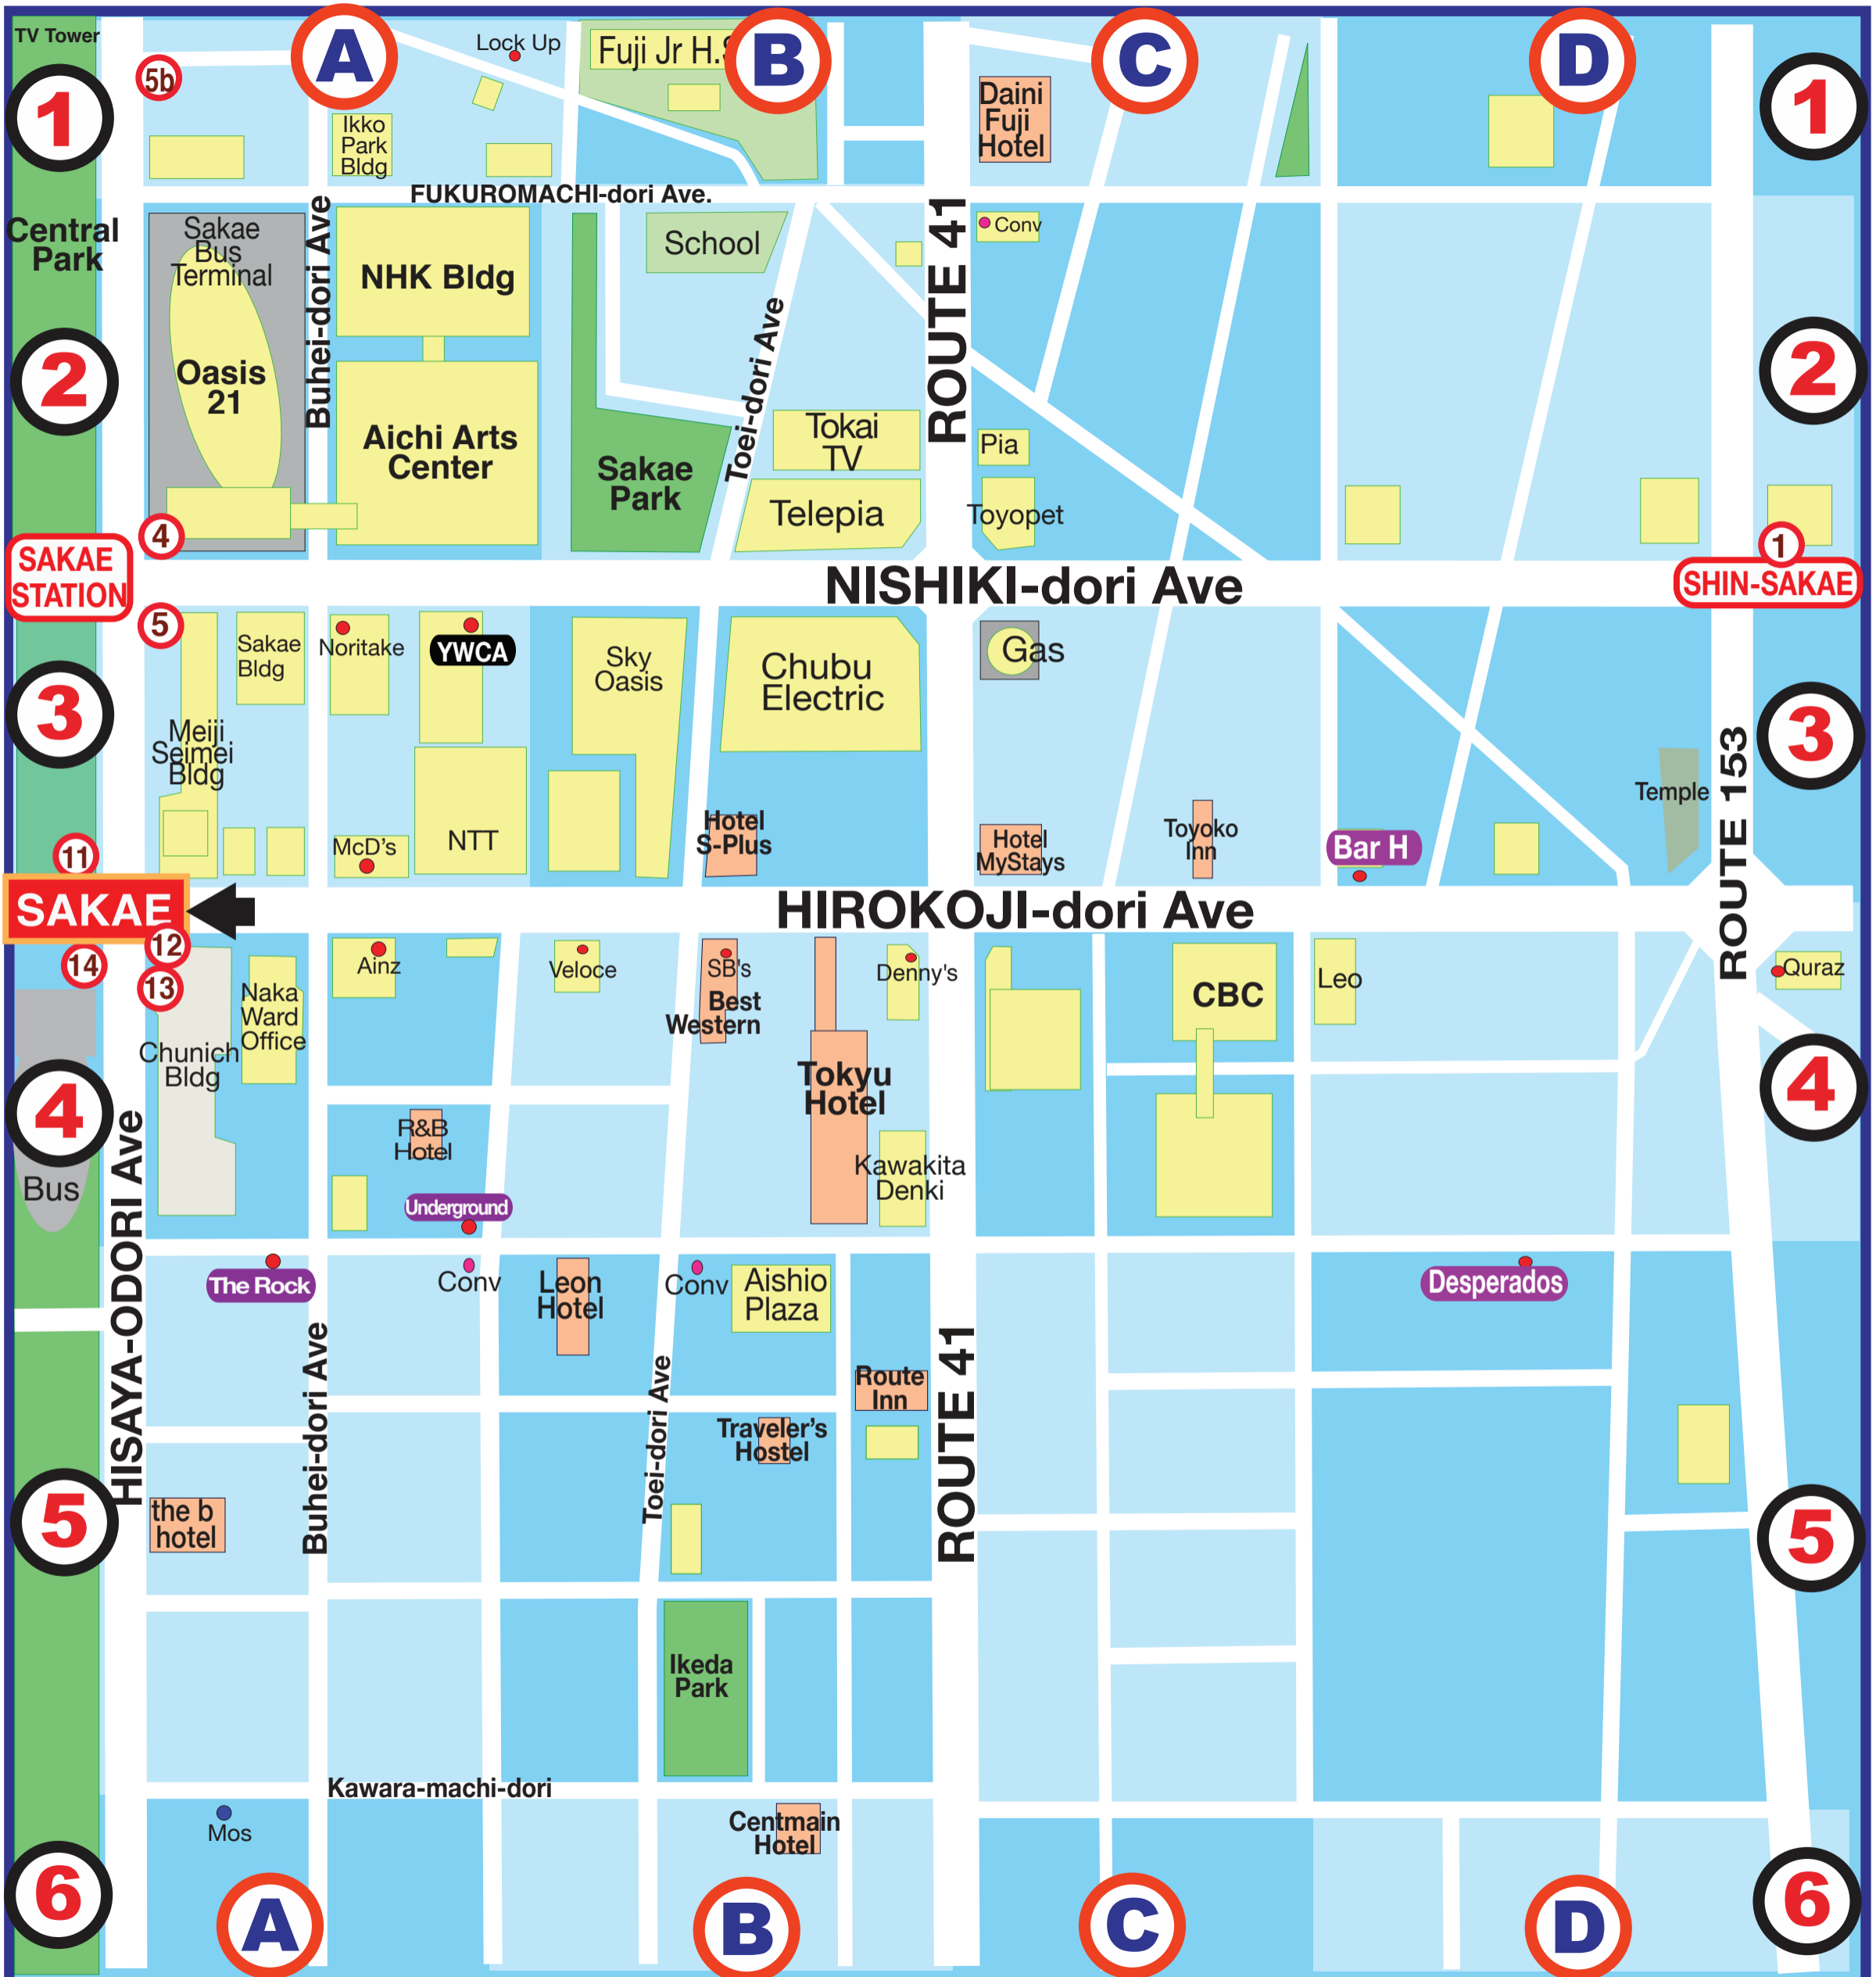 TV Tower
A
B
C
D
1
1
5b
Lock Up
Fuji Jr H.S
Ikko
Park
Bldg
Daini
Fuji
Hotel
FUKUROMACHI-dori Ave.
Central
Park
Sakae
Bus
Terminal
Oasis
21
Buhei-dori Ave
NHK Bldg
Aichi Arts
Center
School
Sakae
Park
Toei-dori Ave
Tokai
TV
Telepia
ROUTE 41
Conv
Pia
Toyopet
2
2
4
1
SAKAE
STATION
NISHIKI-dori Ave
SHIN-SAKAE
5
Sakae
Bldg
Noritake
YWCA
Sky
Oasis
Chubu
Electric
Gas
3
3
Meiji
Seimei
Bldg
McD's
NTT
Hotel
S-Plus
Hotel
MyStays
Toyoko
Inn
Bar H
Temple
ROUTE 153
11
SAKAE
HIROKOJI-dori Ave
12
14
13
Naka
Ward
Office
Chunich
Bldg
Ainz
Veloce
SB's
Best
Western
Denny's
Tokyu
Hotel
Kawakita
Denki
CBC
Leo
Quraz
4
4
Bus
R&B
Hotel
Underground
HISAYA-ODORI Ave
The Rock
Conv
Leon
Hotel
Conv
Aishio
Plaza
Desperados
Buhei-dori Ave
Toei-dori Ave
Route
Inn
Traveler's
Hostel
ROUTE 41
5
5
the b
hotel
Ikeda
Park
Kawara-machi-dori
Mos
Centmain
Hotel
6
6
A
B
C
D